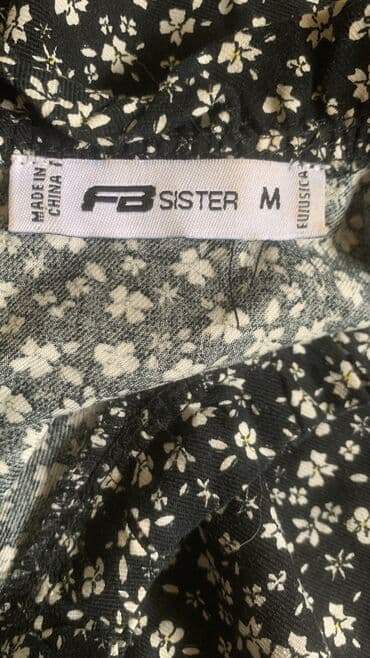 MADE IN
CHINA
FB SISTER
M
EU/US/CA